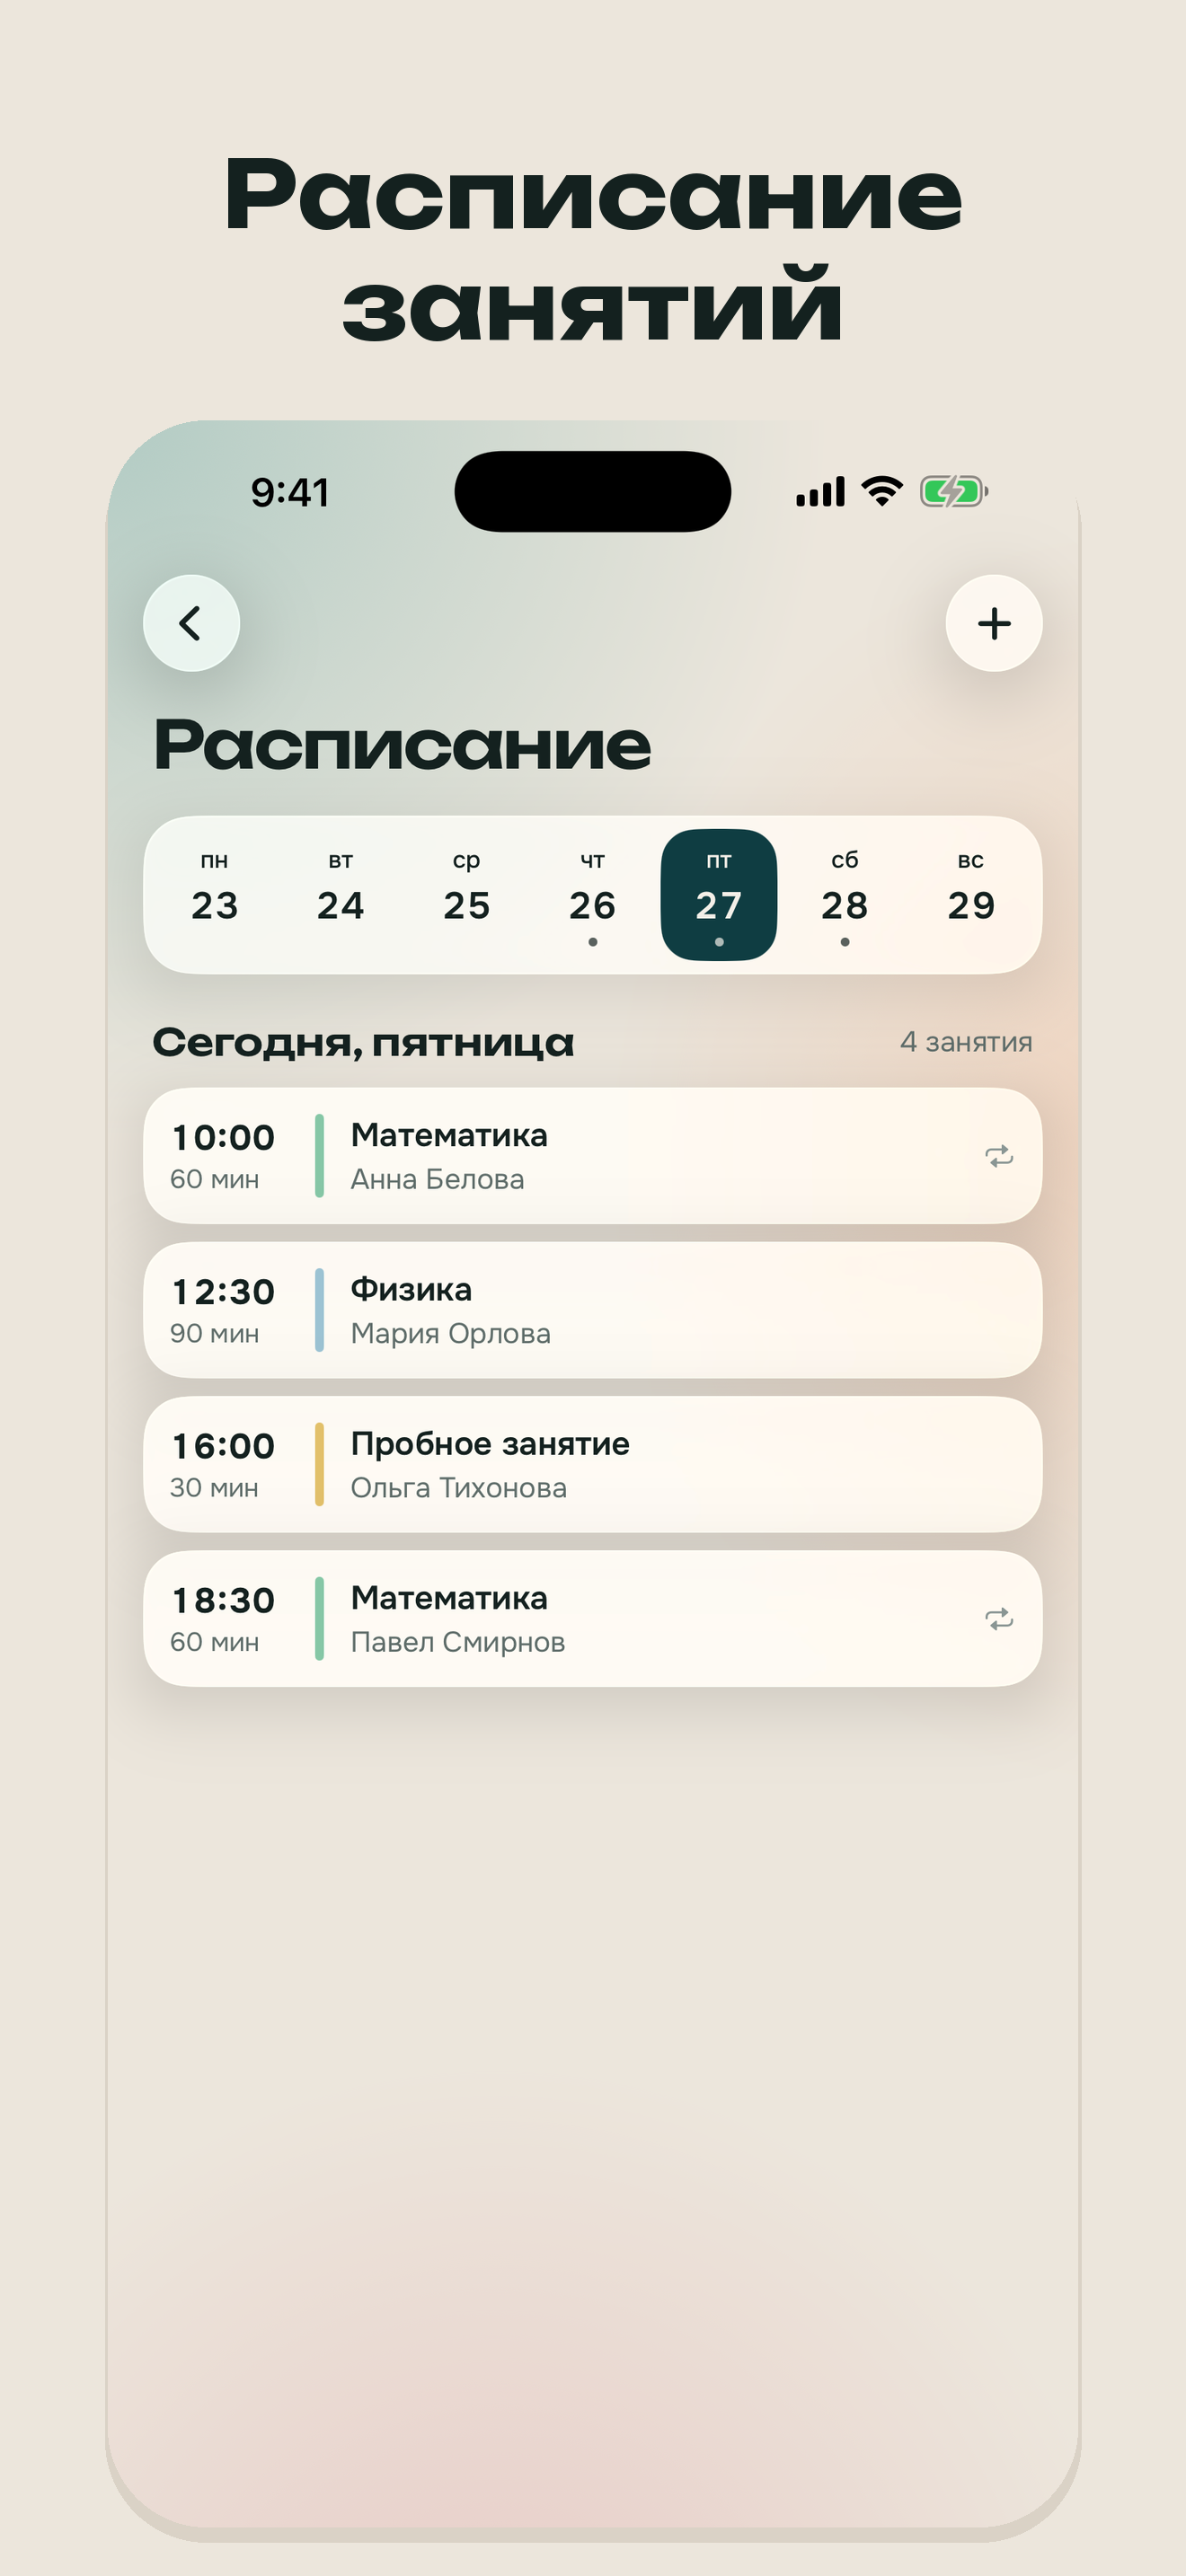 Расписание
занятий
9:41
Расписание
пн вт ср чт пт сб вс
23 24 25 26 27 28 29
Сегодня, пятница 4 занятия
10:00 Математика
60 мин Анна Белова
12:30 Физика
90 мин Мария Орлова
16:00 Пробное занятие
30 мин Ольга Тихонова
18:30 Математика
60 мин Павел Смирнов